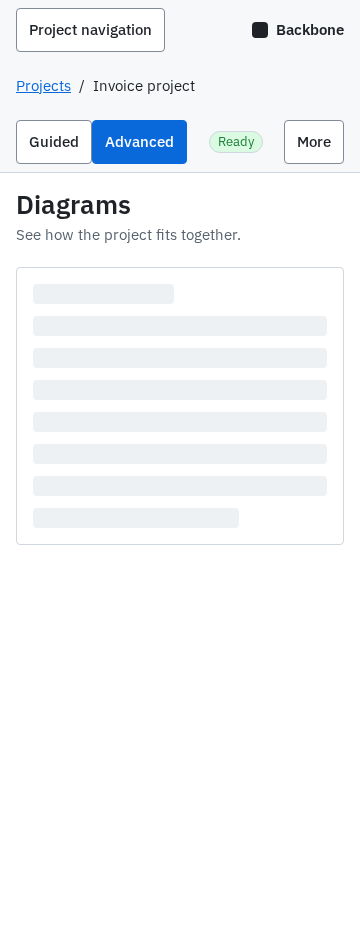 Project navigation
Backbone
Projects / Invoice project
Guided Advanced Ready More
Diagrams
See how the project fits together.